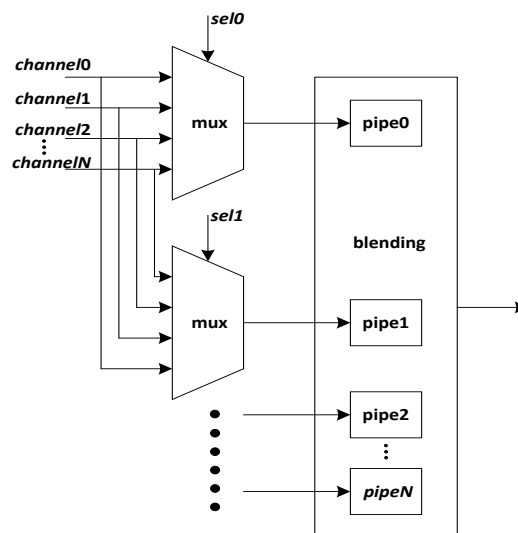 sel0
channel0
channel1
channel2
channelN
mux
pipe0
sel1
blending
mux
pipe1
pipe2
pipeN